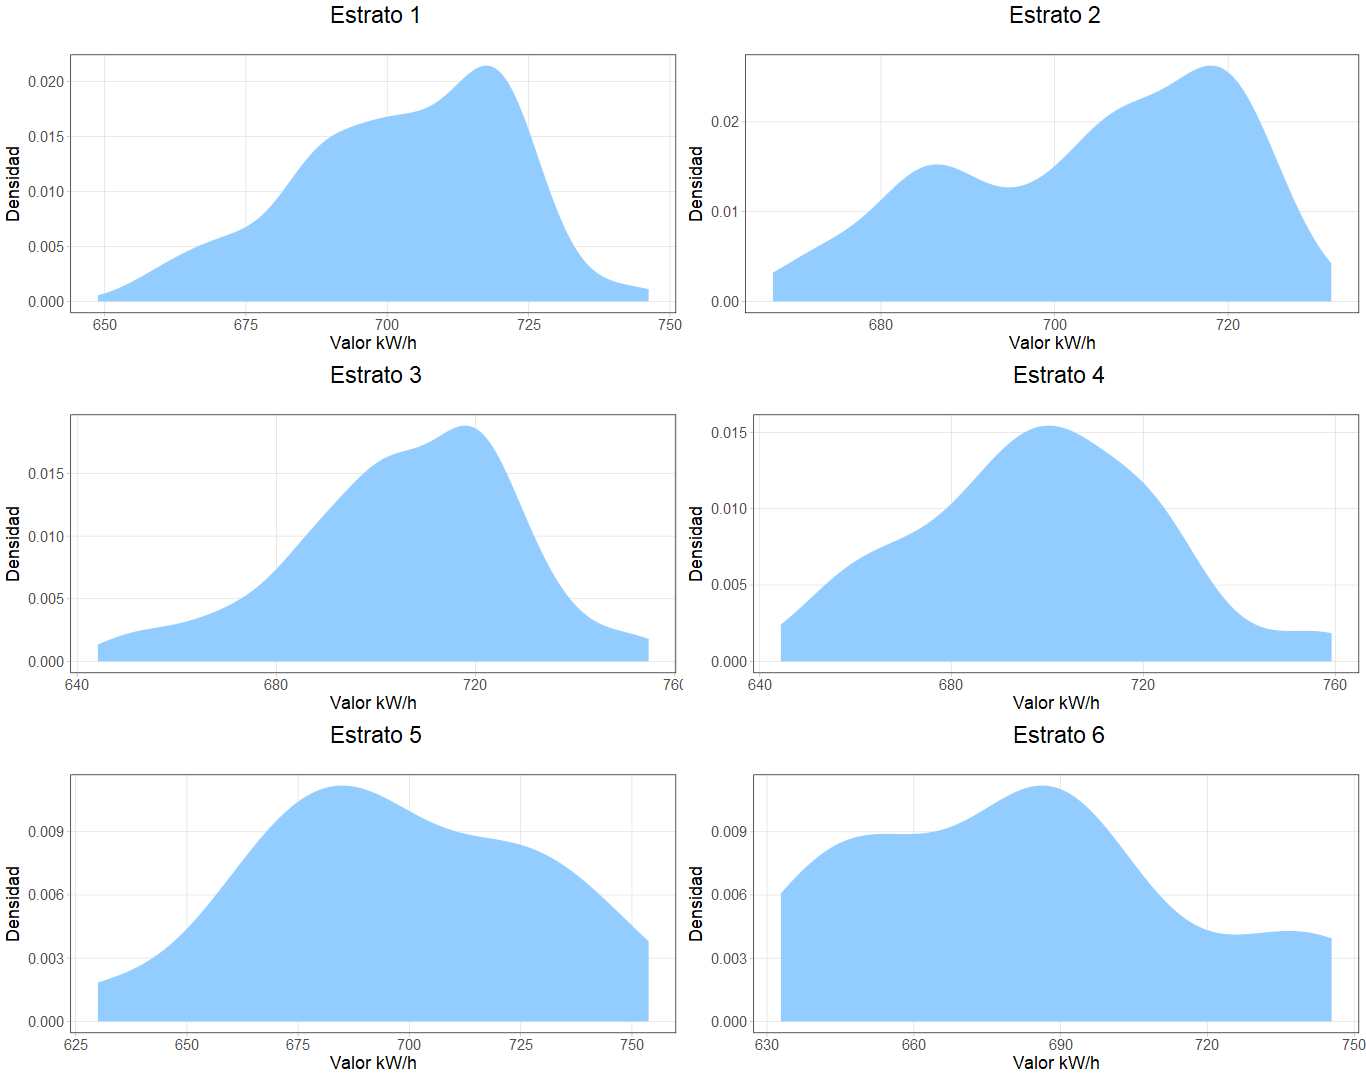 Estrato 1
Densidad
0.020
0.015
0.010
0.005
0.000
650 675 700 725 750
Valor kW/h
Estrato 2
Densidad
0.02
0.01
0.00
680 700 720
Valor kW/h
Estrato 3
Densidad
0.015
0.010
0.005
0.000
640 680 720 760
Valor kW/h
Estrato 4
Densidad
0.015
0.010
0.005
0.000
640 680 720 760
Valor kW/h
Estrato 5
Densidad
0.009
0.006
0.003
0.000
625 650 675 700 725 750
Valor kW/h
Estrato 6
Densidad
0.009
0.006
0.003
0.000
630 660 690 720 750
Valor kW/h